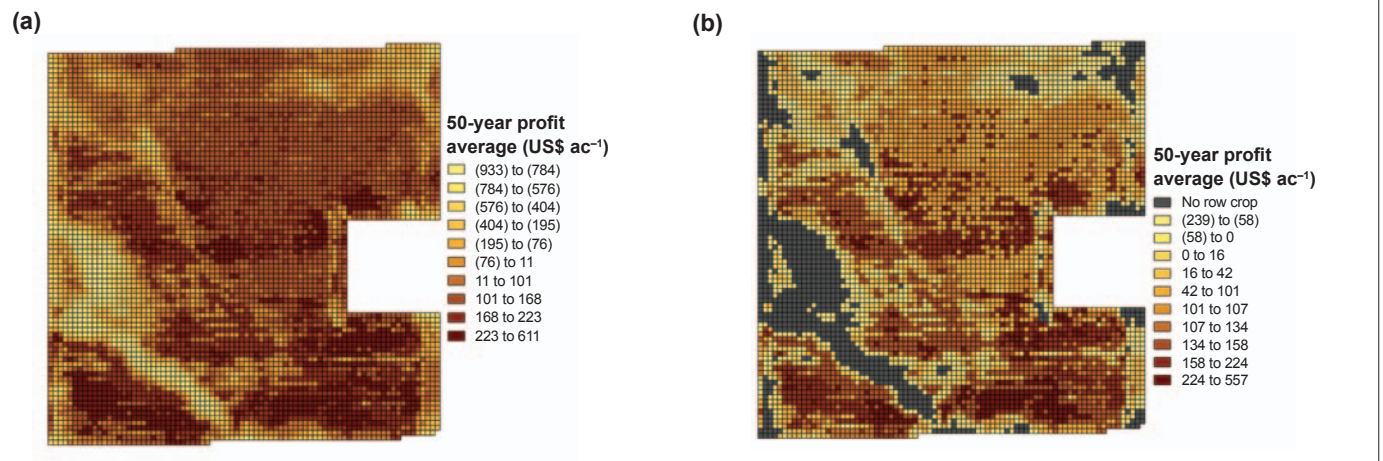 (a)
50-year profit
average (US$ ac⁻¹)
(933) to (784)
(784) to (576)
(576) to (404)
(404) to (195)
(195) to (76)
(76) to 11
11 to 101
101 to 168
168 to 223
223 to 611
(b)
50-year profit
average (US$ ac⁻¹)
No row crop
(239) to (58)
(58) to 0
0 to 16
16 to 42
42 to 101
101 to 107
107 to 134
134 to 158
158 to 224
224 to 557